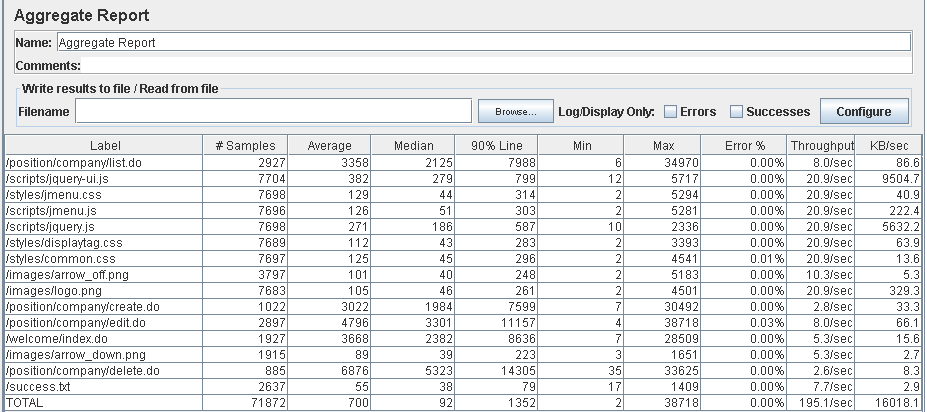 Aggregate Report
Name: Aggregate Report
Comments:
Write results to file / Read from file
Filename Browse... Log/Display Only: Errors Successes Configure
Label # Samples Average Median 90% Line Min Max Error % Throughput KB/sec
/position/company/list.do 2927 3358 2125 7988 6 34970 0.00% 8.0/sec 86.6
/scripts/jquery-ui.js 7704 382 279 799 12 5717 0.00% 20.9/sec 9504.7
/styles/jmenu.css 7698 129 44 314 2 5294 0.00% 20.9/sec 40.9
/scripts/jmenu.js 7696 126 51 303 2 5281 0.00% 20.9/sec 222.4
/scripts/jquery.js 7698 271 186 587 10 2336 0.00% 20.9/sec 5632.2
/styles/displaytag.css 7689 112 43 283 2 3393 0.00% 20.9/sec 63.9
/styles/common.css 7697 125 45 296 2 4541 0.01% 20.9/sec 13.6
/images/arrow_off.png 3797 101 40 248 2 5183 0.00% 10.3/sec 5.3
/images/logo.png 7683 105 46 261 2 4501 0.00% 20.9/sec 329.3
/position/company/create.do 1022 3022 1984 7599 7 30492 0.00% 2.8/sec 33.3
/position/company/edit.do 2897 4796 3301 11157 4 38718 0.03% 8.0/sec 66.1
/welcome/index.do 1927 3668 2382 8636 7 28509 0.00% 5.3/sec 15.6
/images/arrow_down.png 1915 89 39 223 3 1651 0.00% 5.3/sec 2.7
/position/company/delete.do 885 6876 5323 14305 35 33625 0.00% 2.6/sec 8.3
/success.txt 2637 55 38 79 17 1409 0.00% 7.7/sec 2.9
TOTAL 71872 700 92 1352 2 38718 0.00% 195.1/sec 16018.1